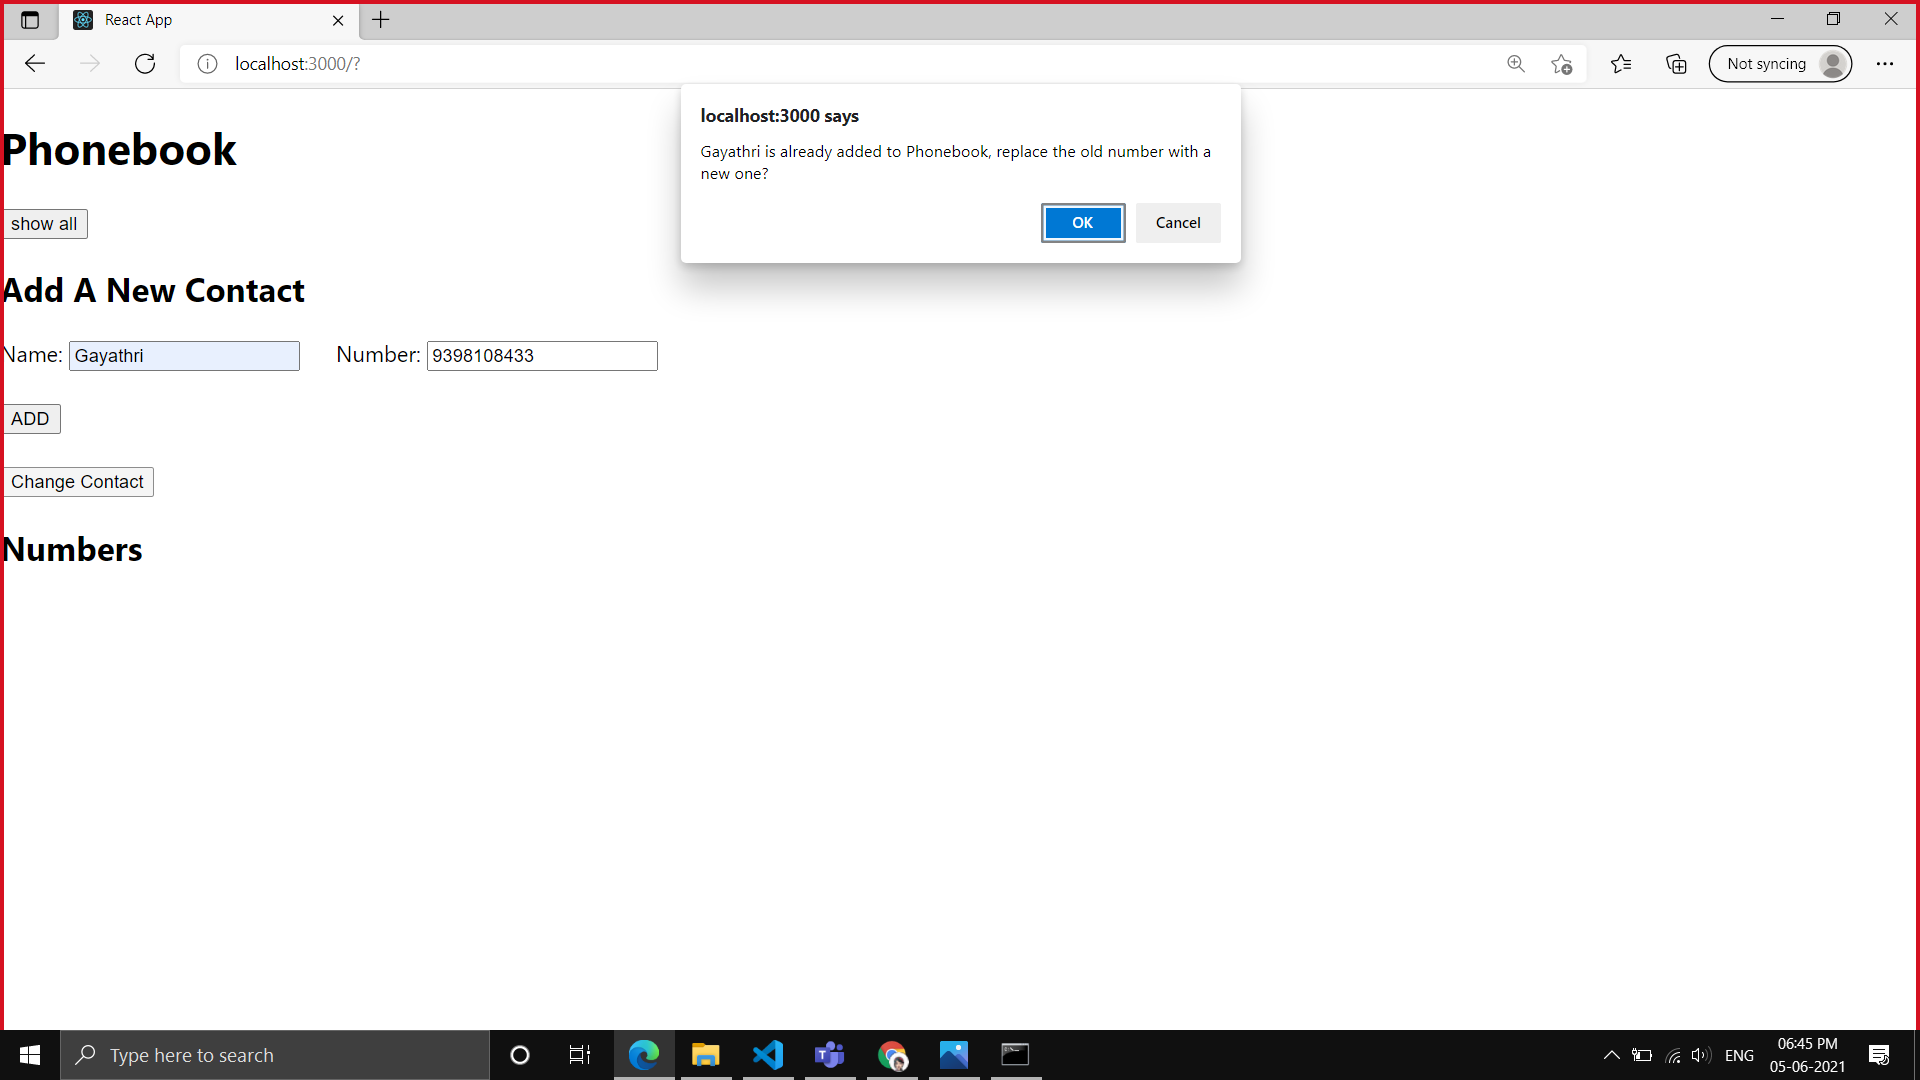 React App
localhost:3000/?
Not syncing
localhost:3000 says
Gayathri is already added to Phonebook, replace the old number with a
new one?
OK Cancel
Phonebook
show all
Add A New Contact
Name: Gayathri Number: 9398108433
ADD
Change Contact
Numbers
Type here to search
ENG
06:45 PM
05-06-2021